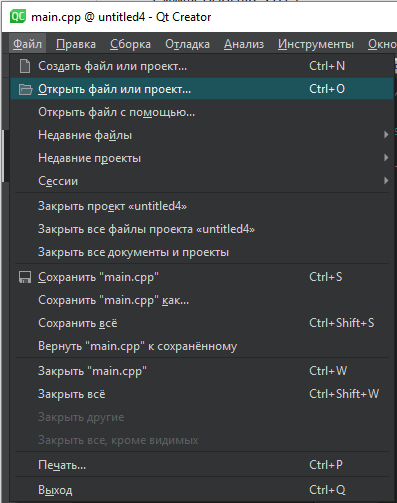 QC main.cpp @ untitled4 - Qt Creator
Файл Правка Сборка Отладка Анализ Инструменты Окно
Создать файл или проект... Ctrl+N
Открыть файл или проект... Ctrl+O
Открыть файл с помощью...
Недавние файлы
Недавние проекты
Сессии
Закрыть проект «untitled4»
Закрыть все файлы проекта «untitled4»
Закрыть все документы и проекты
Сохранить "main.cpp" Ctrl+S
Сохранить "main.cpp" как...
Сохранить всё Ctrl+Shift+S
Вернуть "main.cpp" к сохранённому
Закрыть "main.cpp" Ctrl+W
Закрыть всё Ctrl+Shift+W
Закрыть другие
Закрыть все, кроме видимых
Печать... Ctrl+P
Выход Ctrl+Q